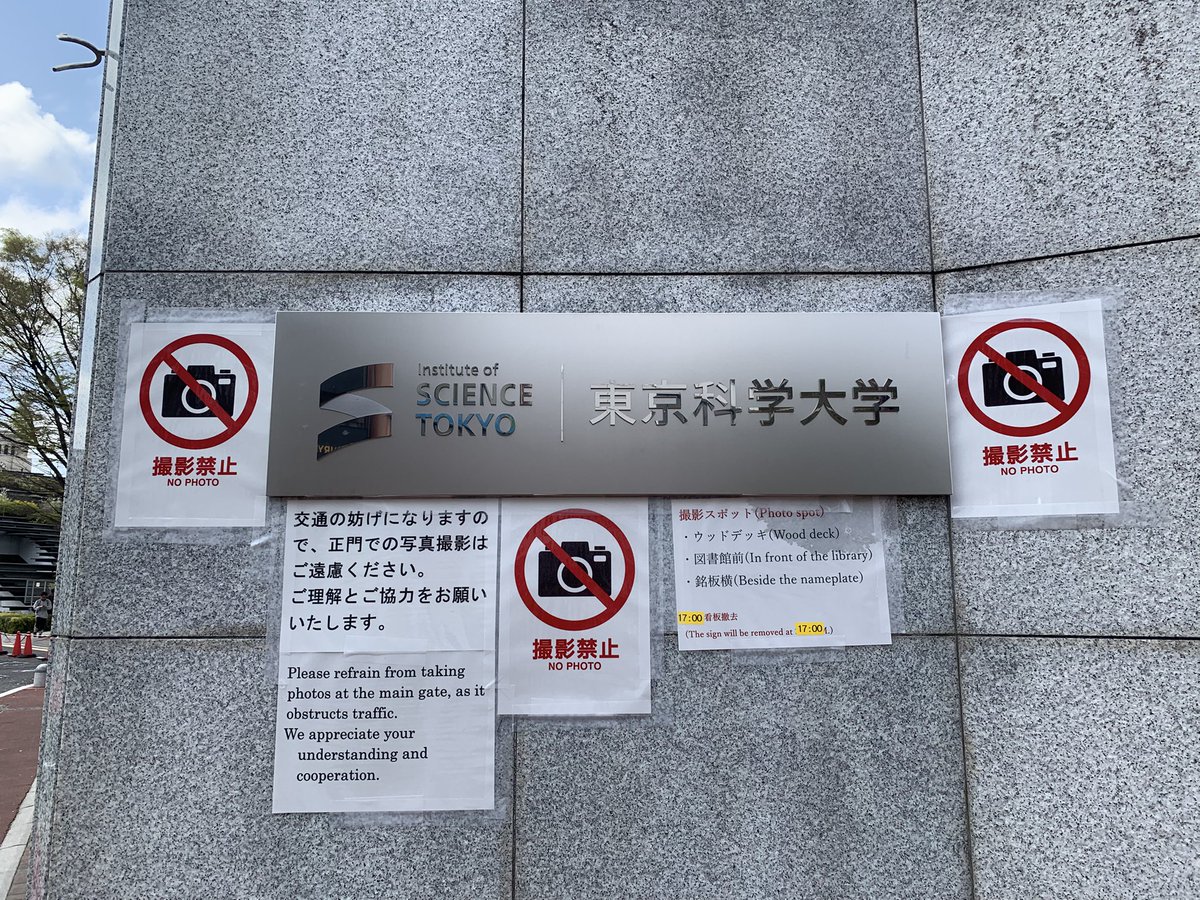 Institute of
SCIENCE
TOKYO
東京科学大学
撮影禁止
NO PHOTO
撮影禁止
NO PHOTO
交通の妨げになりますの
で、正門での写真撮影は
ご遠慮ください。
ご理解とご協力をお願い
いたします。
Please refrain from taking
photos at the main gate, as it
obstructs traffic.
We appreciate your
understanding and
cooperation.
撮影禁止
NO PHOTO
撮影スポット(Photo spot)
・ウッドデッキ(Wood deck)
・図書館前(In front of the library)
・銘板横(Beside the nameplate)
17:00 看板撤去
(The sign will be removed at 17:00.)